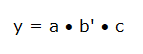 y = a • b' • c